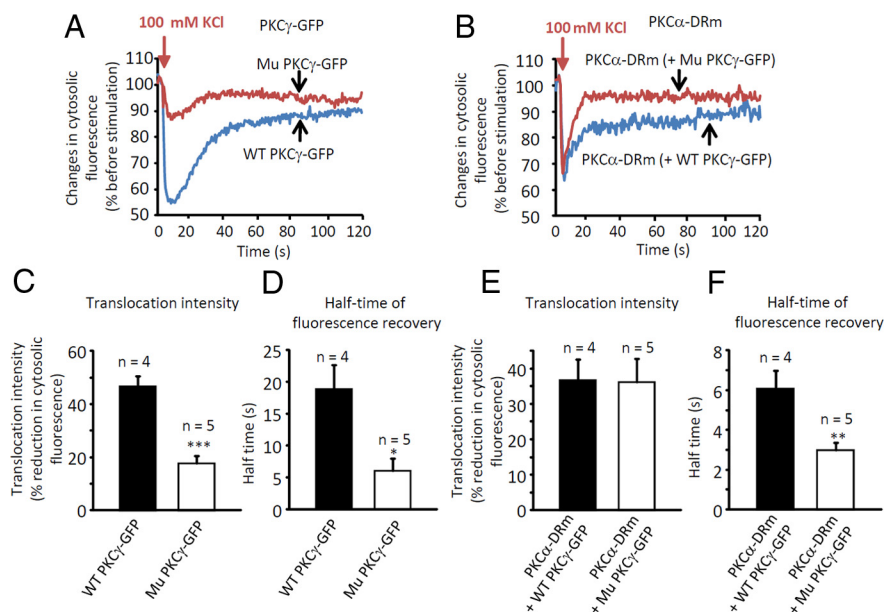 A
100 mM KCl
PKCγ-GFP
Changes in cytosolic
fluorescence
(% before stimulation)
110
100
90
80
70
60
50
Mu PKCγ-GFP
WT PKCγ-GFP
0 20 40 60 80 100 120
Time (s)
B
100 mM KCl
PKCα-DRm
Changes in cytosolic
fluorescence
(% before stimulation)
110
100
90
80
70
60
50
PKCα-DRm (+ Mu PKCγ-GFP)
PKCα-DRm (+ WT PKCγ-GFP)
0 20 40 60 80 100 120
Time (s)
C
Translocation intensity
Translocation intensity
(% reduction in cytosolic
fluorescence)
60
40
20
0
n = 4
n = 5
***
WT PKCγ-GFP
Mu PKCγ-GFP
D
Half-time of
fluorescence recovery
Half time (s)
25
20
15
10
5
0
n = 4
n = 5
*
WT PKCγ-GFP
Mu PKCγ-GFP
E
Translocation intensity
Translocation intensity
(% reduction in cytosolic
fluorescence)
40
30
20
10
0
n = 4
n = 5
PKCα-DRm
+ WT PKCγ-GFP
PKCα-DRm
+ Mu PKCγ-GFP
F
Half-time of
fluorescence recovery
Half time (s)
8
6
4
2
0
n = 4
n = 5
**
PKCα-DRm
+ WT PKCγ-GFP
PKCα-DRm
+ Mu PKCγ-GFP